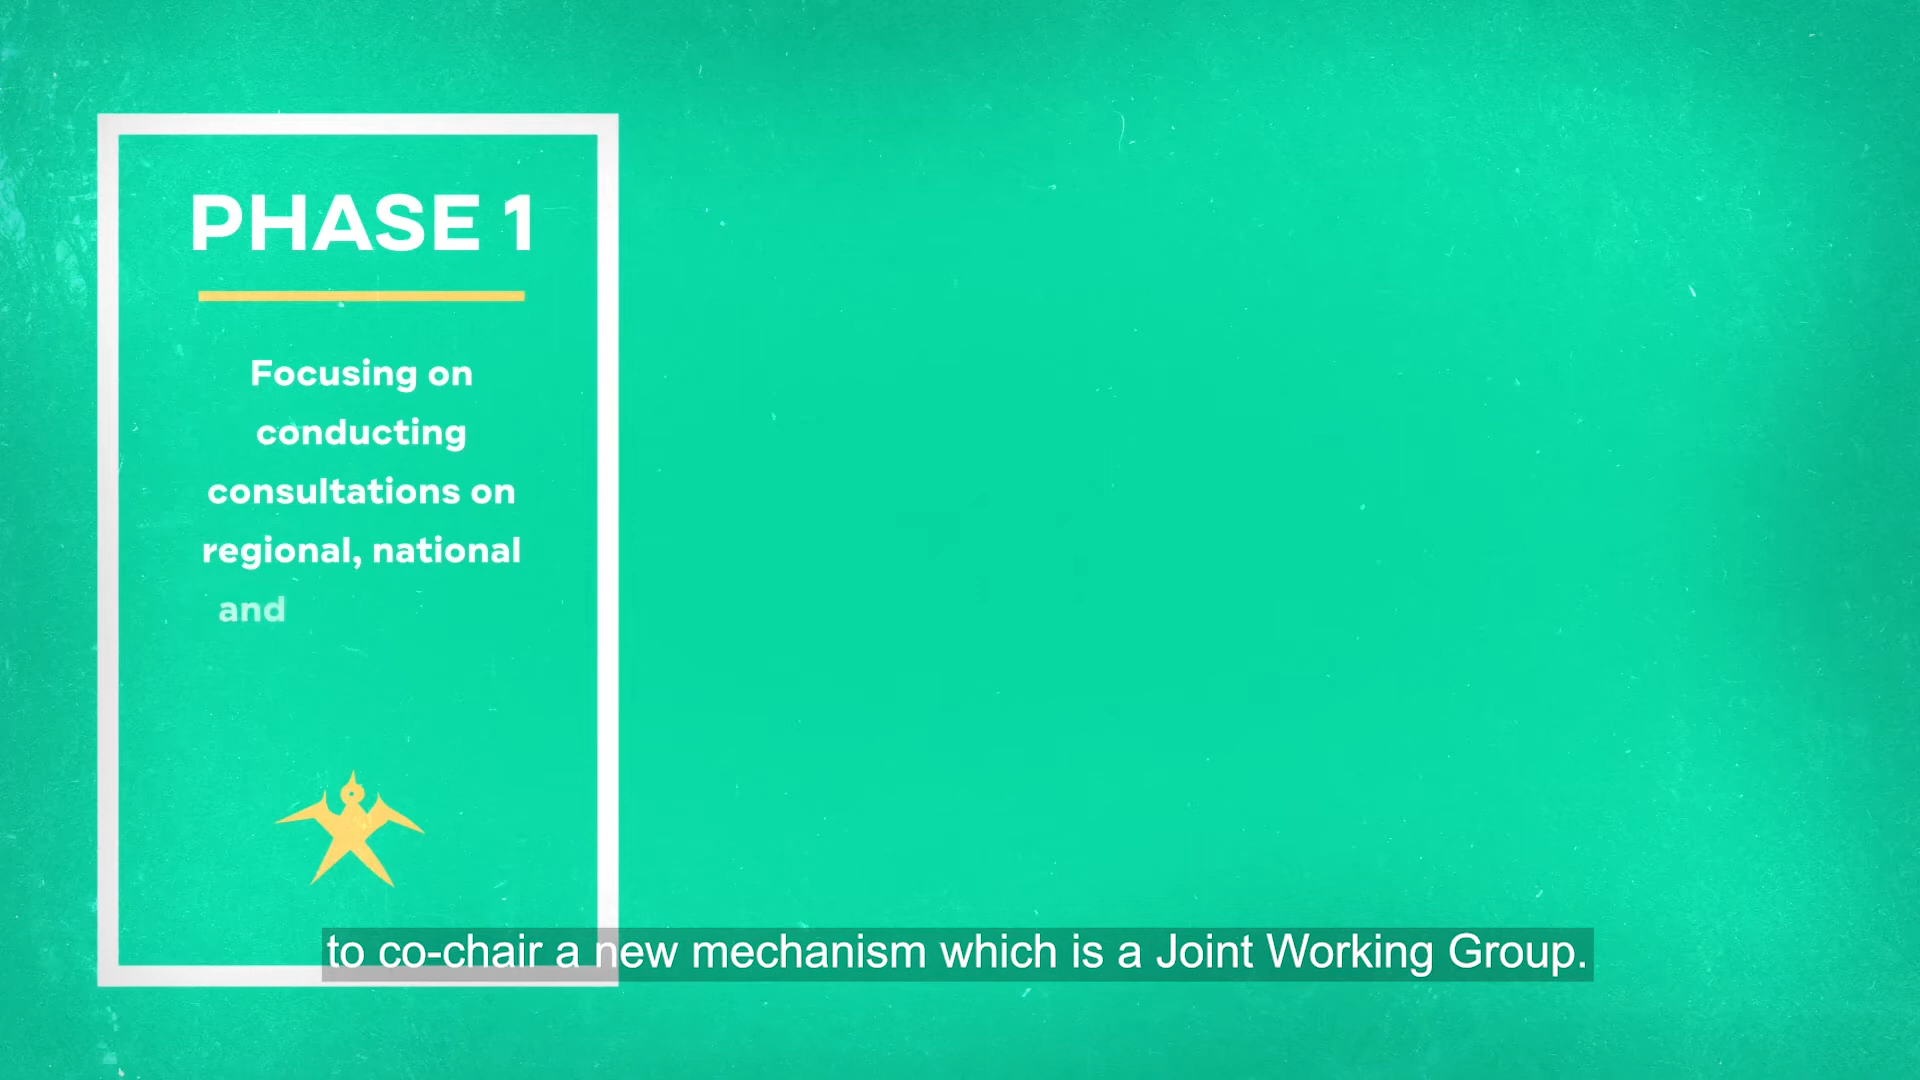 PHASE 1
Focusing on
conducting
consultations on
regional, national
and
to co-chair a new mechanism which is a Joint Working Group.